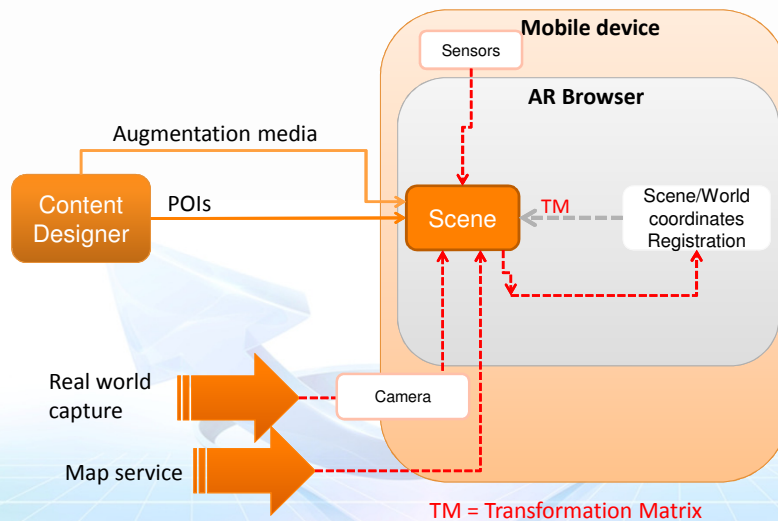 Mobile device
Sensors
AR Browser
Augmentation media
Content
Designer
POIs
Scene
TM
Scene/World
coordinates
Registration
Real world
capture
Camera
Map service
TM = Transformation Matrix